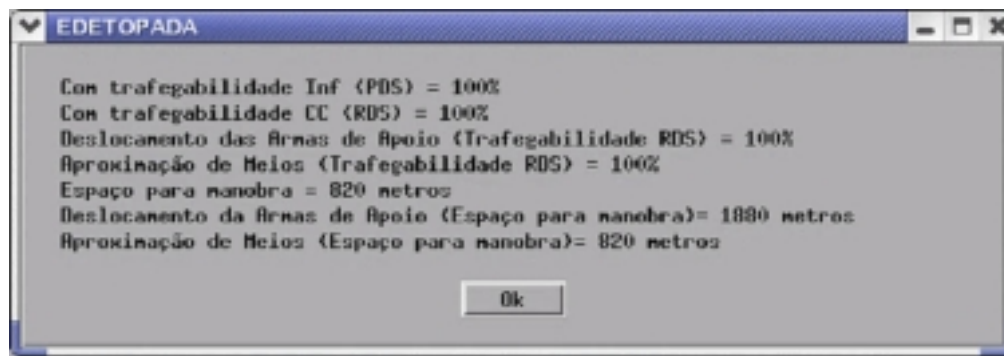 EDETOPADA
Com trafegabilidade Inf (PDS) = 100%
Com trafegabilidade CC (RDS) = 100%
Deslocamento das Armas de Apoio (Trafegabilidade RDS) = 100%
Aproximação de Meios (Trafegabilidade RDS) = 100%
Espaço para manobra = 820 metros
Deslocamento da Armas de Apoio (Espaço para manobra)= 1880 metros
Aproximação de Meios (Espaço para manobra)= 820 metros
Ok